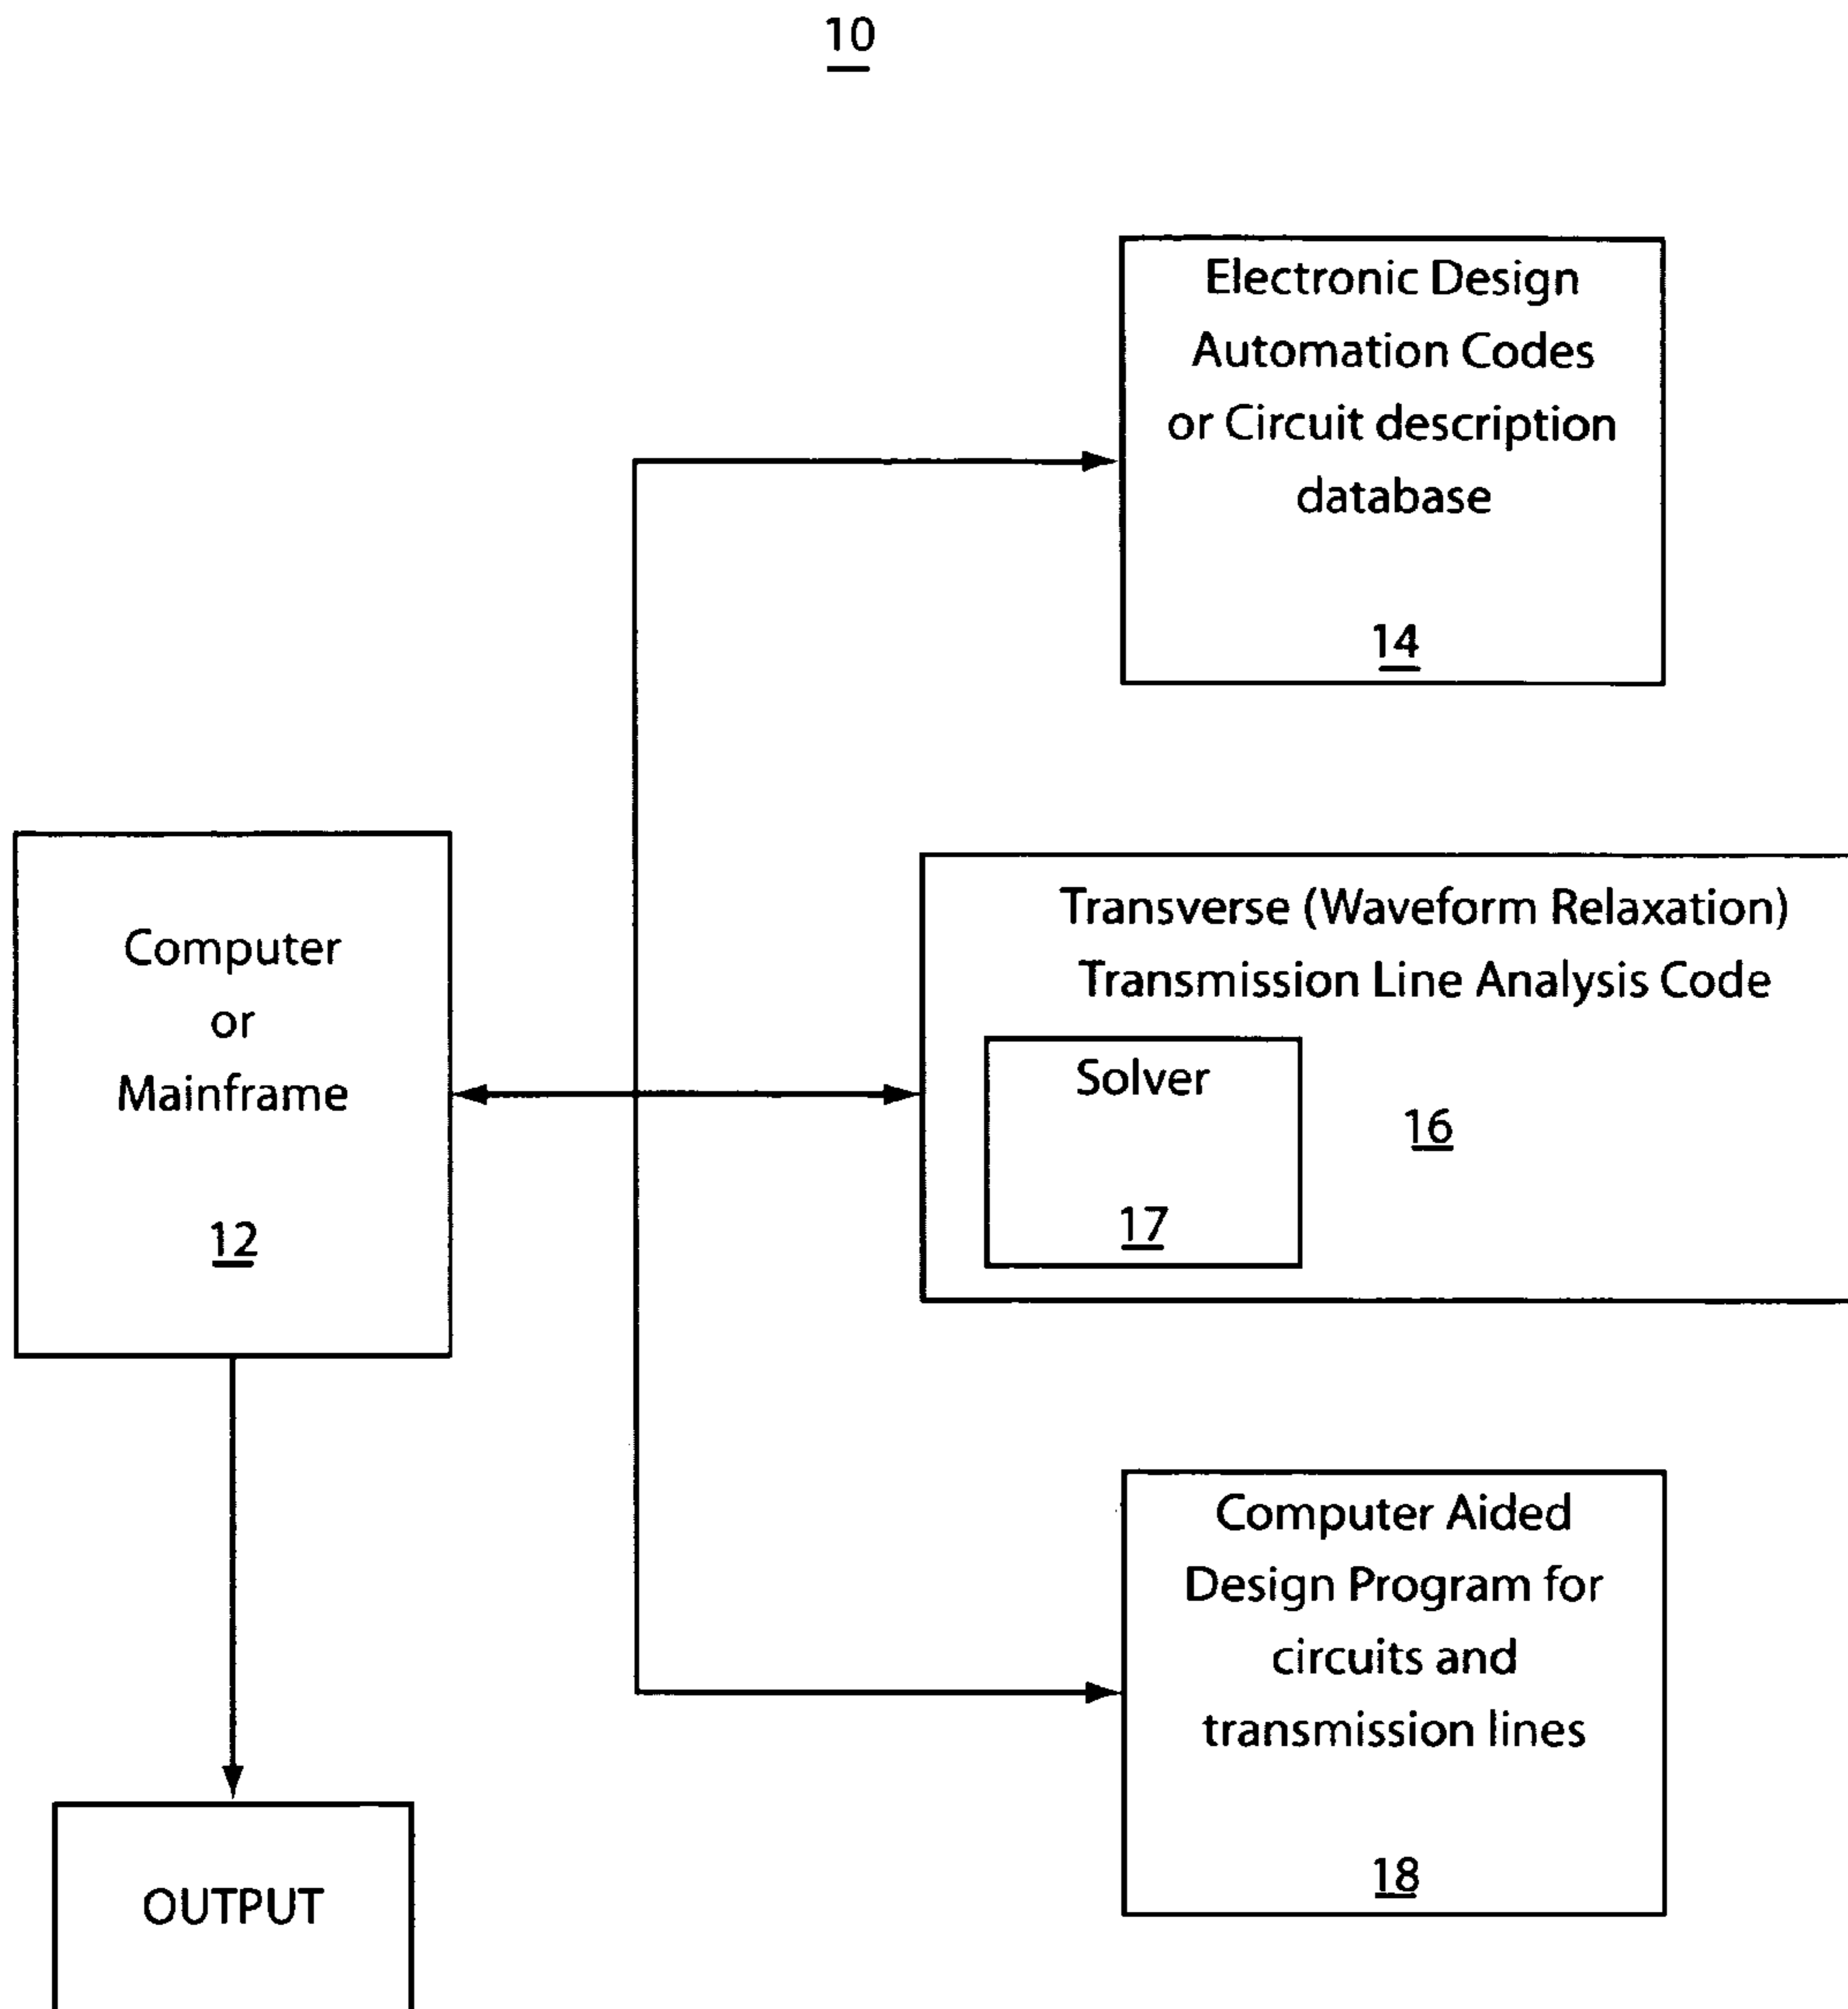 10
Electronic Design
Automation Codes
or Circuit description
database
14
Computer
or
Mainframe
12
Transverse (Waveform Relaxation)
Transmission Line Analysis Code
Solver
17
16
Computer Aided
Design Program for
circuits and
transmission lines
18
OUTPUT